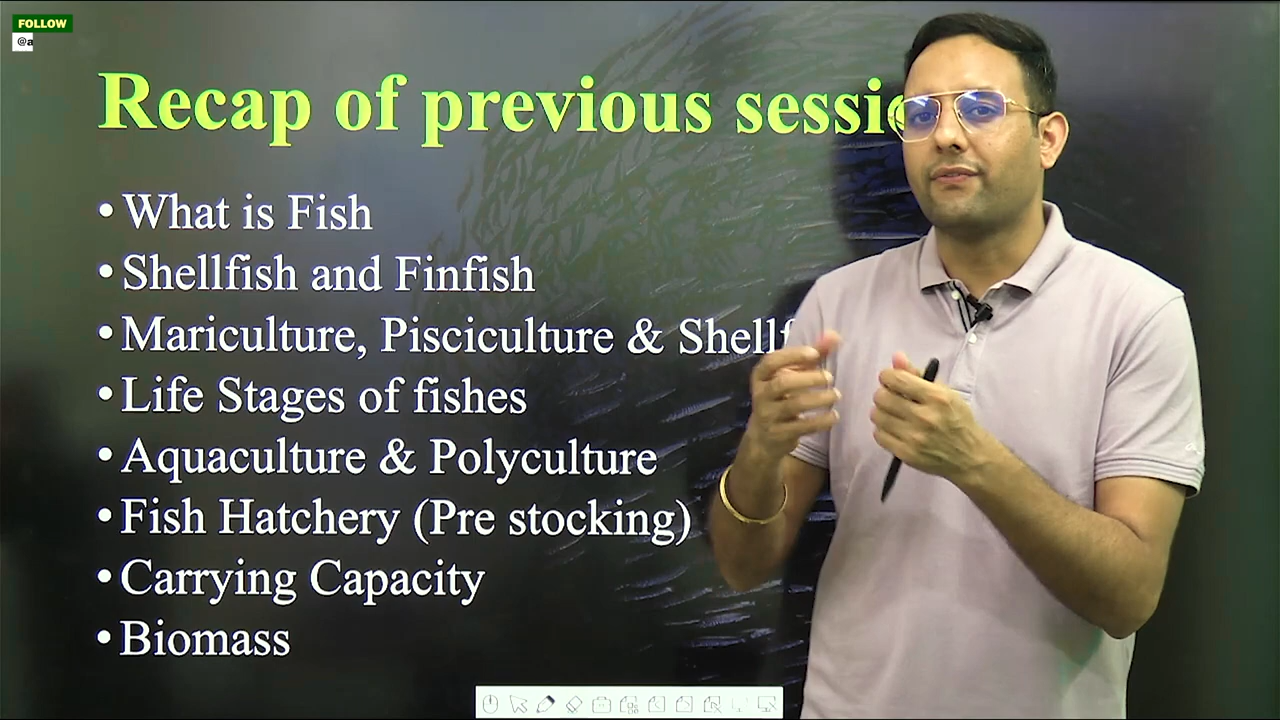 FOLLOW
@a
Recap of previous sessio
• What is Fish
• Shellfish and Finfish
• Mariculture, Pisciculture & Shellf
• Life Stages of fishes
• Aquaculture & Polyculture
• Fish Hatchery (Pre stocking)
• Carrying Capacity
• Biomass